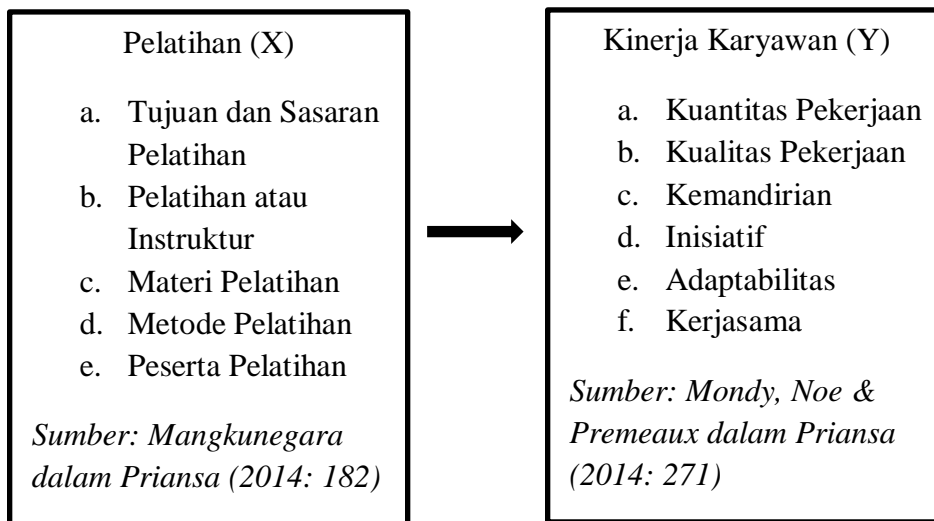 Pelatihan (X)
a. Tujuan dan Sasaran
Pelatihan
b. Pelatihan atau
Instruktur
c. Materi Pelatihan
d. Metode Pelatihan
e. Peserta Pelatihan
Sumber: Mangkunegara
dalam Priansa (2014: 182)
Kinerja Karyawan (Y)
a. Kuantitas Pekerjaan
b. Kualitas Pekerjaan
c. Kemandirian
d. Inisiatif
e. Adaptabilitas
f. Kerjasama
Sumber: Mondy, Noe &
Premeaux dalam Priansa
(2014: 271)